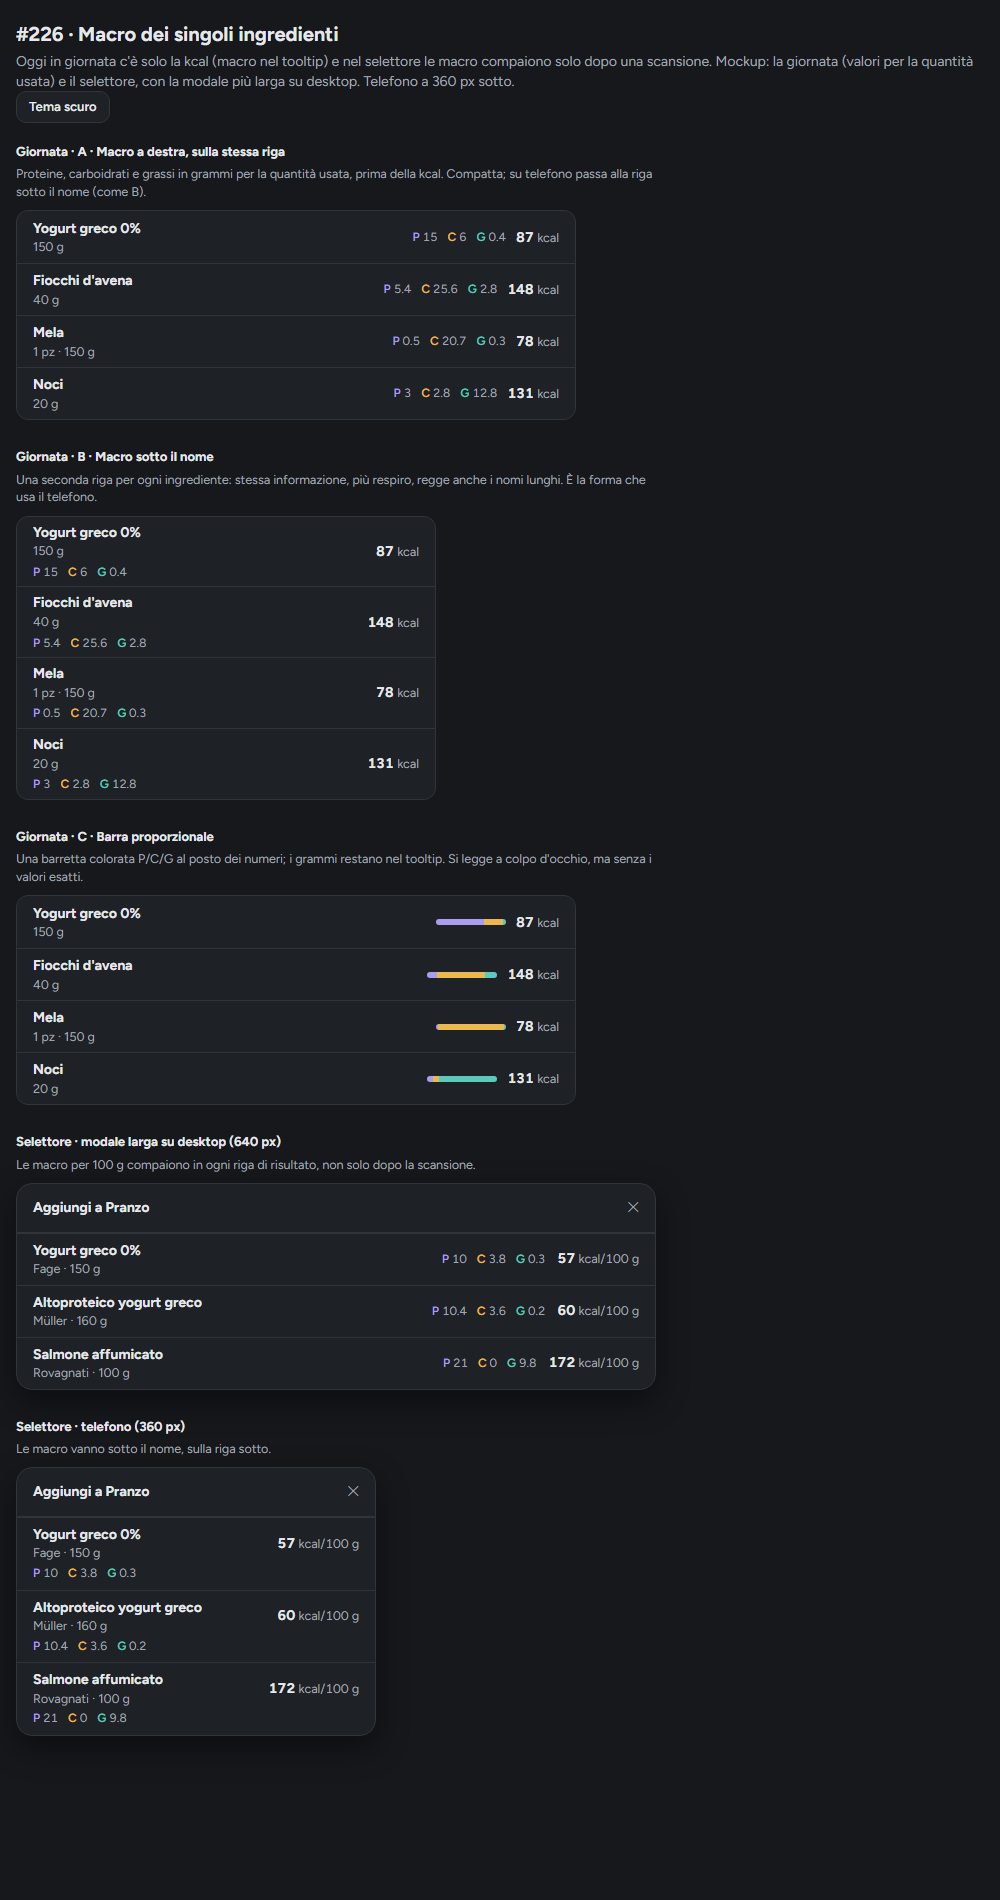 #226 · Macro dei singoli ingredienti
Oggi in giornata c'è solo la kcal (macro nel tooltip) e nel selettore le macro compaiono solo dopo una scansione. Mockup: la giornata (valori per la quantità
usata) e il selettore, con la modale più larga su desktop. Telefono a 360 px sotto.
Tema scuro
Giornata · A · Macro a destra, sulla stessa riga
Proteine, carboidrati e grassi in grammi per la quantità usata, prima della kcal. Compatta; su telefono passa alla riga
sotto il nome (come B).
Yogurt greco 0%
150 g
P 15 C 6 G 0.4 87 kcal
Fiocchi d'avena
40 g
P 5.4 C 25.6 G 2.8 148 kcal
Mela
1 pz · 150 g
P 0.5 C 20.7 G 0.3 78 kcal
Noci
20 g
P 3 C 2.8 G 12.8 131 kcal
Giornata · B · Macro sotto il nome
Una seconda riga per ogni ingrediente: stessa informazione, più respiro, regge anche i nomi lunghi. È la forma che
usa il telefono.
Yogurt greco 0%
150 g
87 kcal
P 15 C 6 G 0.4
Fiocchi d'avena
40 g
148 kcal
P 5.4 C 25.6 G 2.8
Mela
1 pz · 150 g
78 kcal
P 0.5 C 20.7 G 0.3
Noci
20 g
131 kcal
P 3 C 2.8 G 12.8
Giornata · C · Barra proporzionale
Una barretta colorata P/C/G al posto dei numeri; i grammi restano nel tooltip. Si legge a colpo d'occhio, ma senza i
valori esatti.
Yogurt greco 0%
150 g
87 kcal
Fiocchi d'avena
40 g
148 kcal
Mela
1 pz · 150 g
78 kcal
Noci
20 g
131 kcal
Selettore · modale larga su desktop (640 px)
Le macro per 100 g compaiono in ogni riga di risultato, non solo dopo la scansione.
Aggiungi a Pranzo
Yogurt greco 0%
Fage · 150 g
P 10 C 3.8 G 0.3 57 kcal/100 g
Altoproteico yogurt greco
Müller · 160 g
P 10.4 C 3.6 G 0.2 60 kcal/100 g
Salmone affumicato
Rovagnati · 100 g
P 21 C 0 G 9.8 172 kcal/100 g
Selettore · telefono (360 px)
Le macro vanno sotto il nome, sulla riga sotto.
Aggiungi a Pranzo
Yogurt greco 0%
57 kcal/100 g
Fage · 150 g
P 10 C 3.8 G 0.3
Altoproteico yogurt greco
60 kcal/100 g
Müller · 160 g
P 10.4 C 3.6 G 0.2
Salmone affumicato
172 kcal/100 g
Rovagnati · 100 g
P 21 C 0 G 9.8